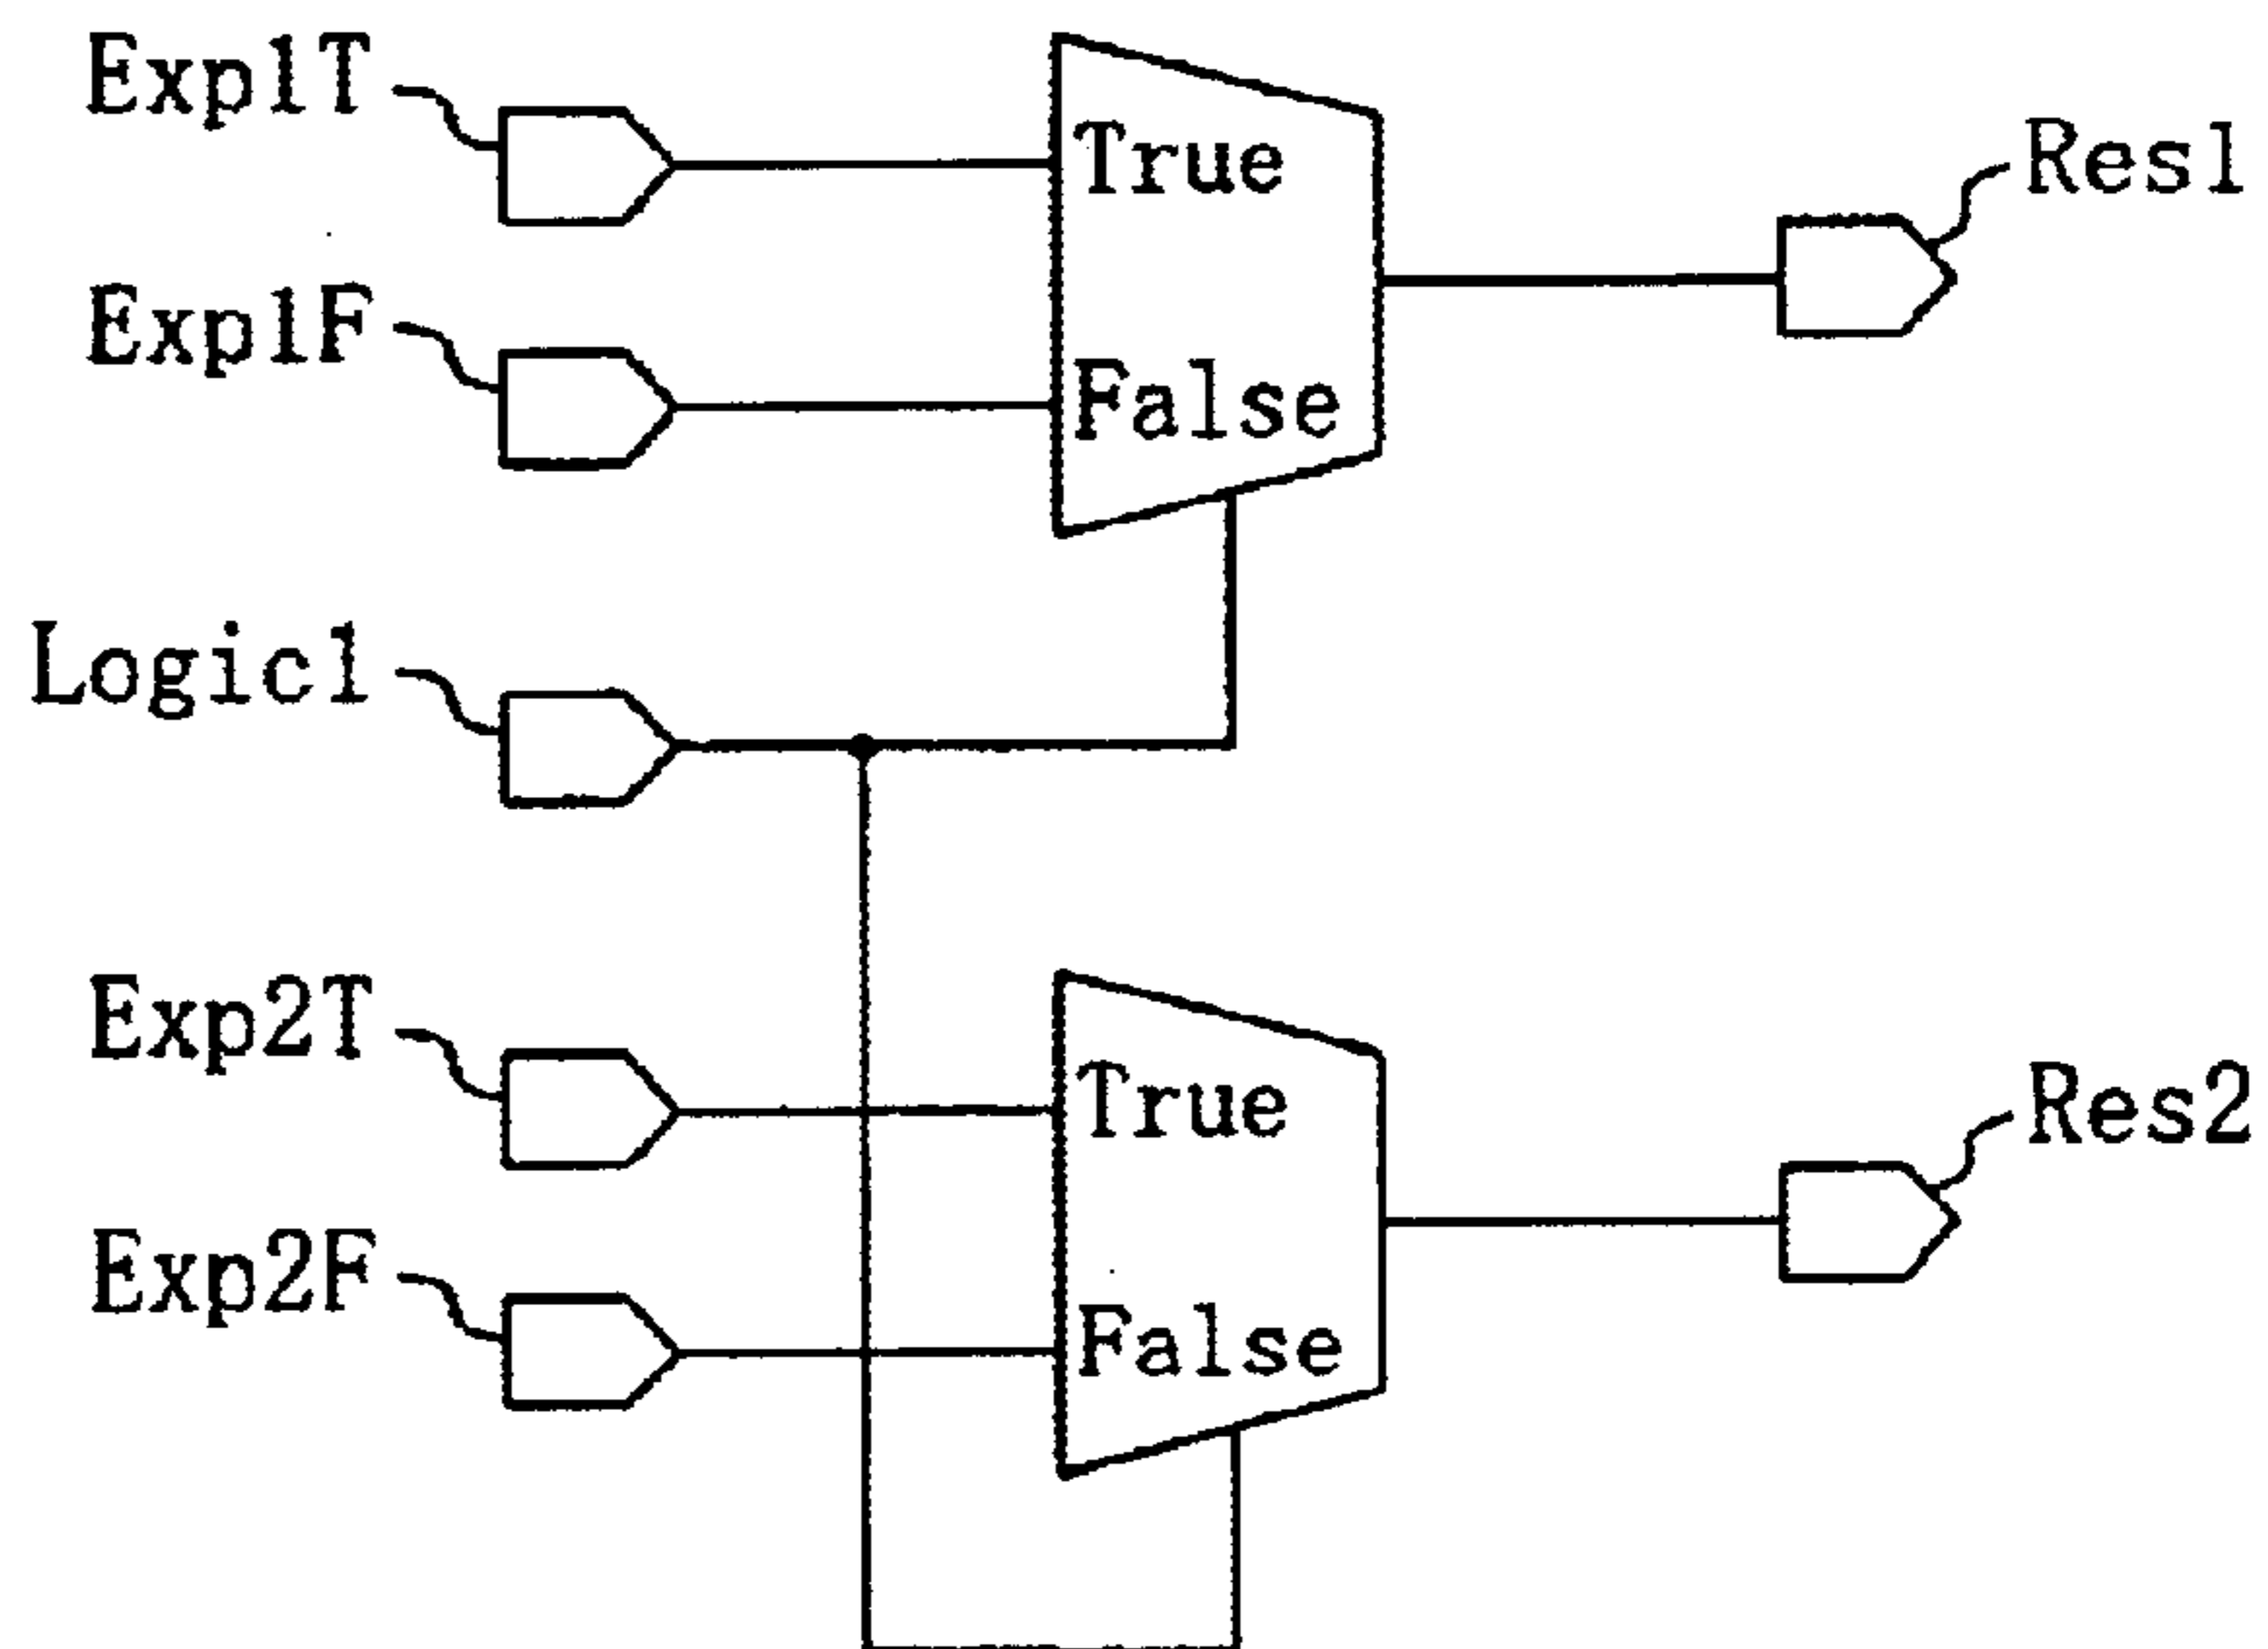 Exp1T
True
Res1
Exp1F
False
Logic1
Exp2T
True
Res2
Exp2F
False